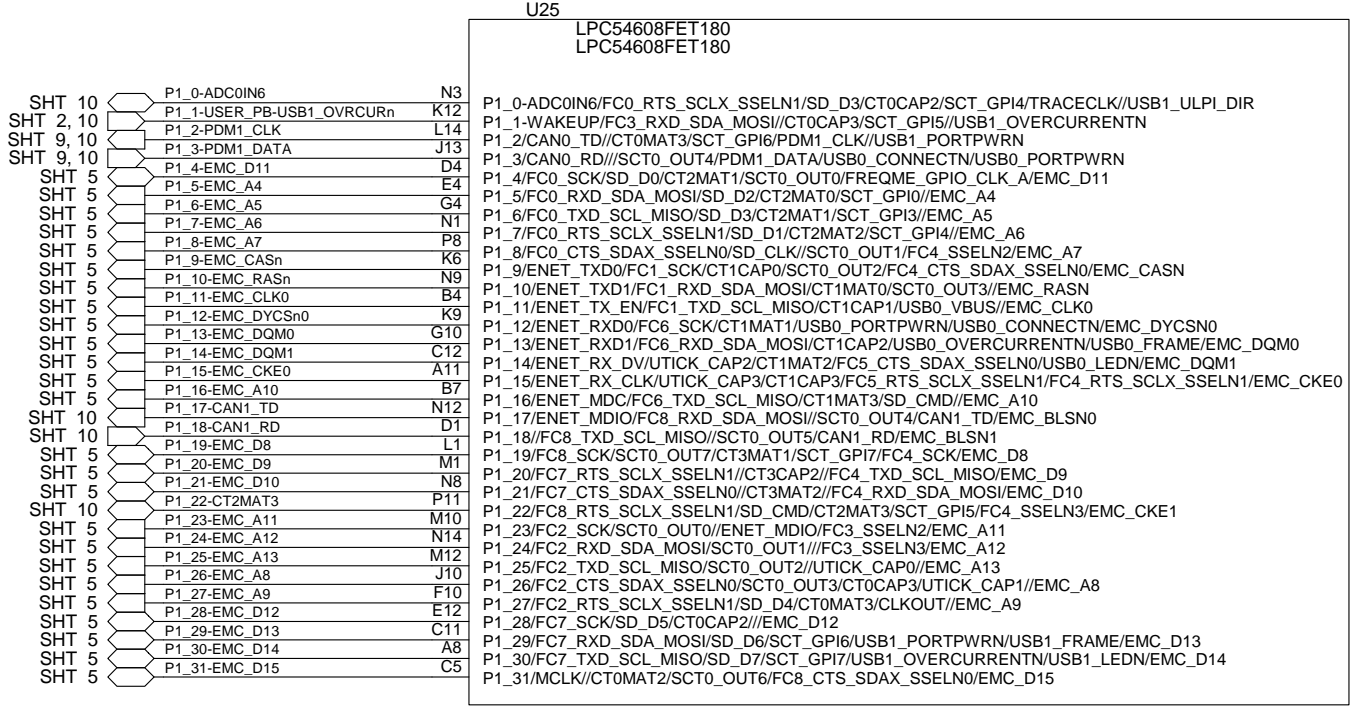 U25
LPC54608FET180
LPC54608FET180
SHT 10 P1_0-ADC0IN6 N3 P1_0-ADC0IN6/FC0_RTS_SCLX_SSELN1/SD_D3/CT0CAP2/SCT_GPI4/TRACECLK//USB1_ULPI_DIR
SHT 2, 10 P1_1-USER_PB-USB1_OVRCURn K12 P1_1-WAKEUP/FC3_RXD_SDA_MOSI//CT0CAP3/SCT_GPI5//USB1_OVERCURRENTN
SHT 9, 10 P1_2-PDM1_CLK L14 P1_2/CAN0_TD//CT0MAT3/SCT_GPI6/PDM1_CLK//USB1_PORTPWRN
SHT 9, 10 P1_3-PDM1_DATA J13 P1_3/CAN0_RD///SCT0_OUT4/PDM1_DATA/USB0_CONNECTN/USB0_PORTPWRN
SHT 5 P1_4-EMC_D11 D4 P1_4/FC0_SCK/SD_D0/CT2MAT1/SCT0_OUT0/FREQME_GPIO_CLK_A/EMC_D11
SHT 5 P1_5-EMC_A4 E4 P1_5/FC0_RXD_SDA_MOSI/SD_D2/CT2MAT0/SCT_GPI0//EMC_A4
SHT 5 P1_6-EMC_A5 G4 P1_6/FC0_TXD_SCL_MISO/SD_D3/CT2MAT1/SCT_GPI3//EMC_A5
SHT 5 P1_7-EMC_A6 N1 P1_7/FC0_RTS_SCLX_SSELN1/SD_D1/CT2MAT2/SCT_GPI4//EMC_A6
SHT 5 P1_8-EMC_A7 P8 P1_8/FC0_CTS_SDAX_SSELN0/SD_CLK//SCT0_OUT1/FC4_SSELN2/EMC_A7
SHT 5 P1_9-EMC_CASn K6 P1_9/ENET_TXD0/FC1_SCK/CT1CAP0/SCT0_OUT2/FC4_CTS_SDAX_SSELN0/EMC_CASN
SHT 5 P1_10-EMC_RASn N9 P1_10/ENET_TXD1/FC1_RXD_SDA_MOSI/CT1MAT0/SCT0_OUT3//EMC_RASN
SHT 5 P1_11-EMC_CLK0 B4 P1_11/ENET_TX_EN/FC1_TXD_SCL_MISO/CT1CAP1/USB0_VBUS//EMC_CLK0
SHT 5 P1_12-EMC_DYCSn0 K9 P1_12/ENET_RXD0/FC6_SCK/CT1MAT1/USB0_PORTPWRN/USB0_CONNECTN/EMC_DYCSN0
SHT 5 P1_13-EMC_DQM0 G10 P1_13/ENET_RXD1/FC6_RXD_SDA_MOSI/CT1CAP2/USB0_OVERCURRENTN/USB0_FRAME/EMC_DQM0
SHT 5 P1_14-EMC_DQM1 C12 P1_14/ENET_RX_DV/UTICK_CAP2/CT1MAT2/FC5_CTS_SDAX_SSELN0/USB0_LEDN/EMC_DQM1
SHT 5 P1_15-EMC_CKE0 A11 P1_15/ENET_RX_CLK/UTICK_CAP3/CT1CAP3/FC5_RTS_SCLX_SSELN1/FC4_RTS_SCLX_SSELN1/EMC_CKE0
SHT 5 P1_16-EMC_A10 B7 P1_16/ENET_MDC/FC6_TXD_SCL_MISO/CT1MAT3/SD_CMD//EMC_A10
SHT 10 P1_17-CAN1_TD N12 P1_17/ENET_MDIO/FC8_RXD_SDA_MOSI//SCT0_OUT4/CAN1_TD/EMC_BLSN0
SHT 10 P1_18-CAN1_RD D1 P1_18//FC8_TXD_SCL_MISO//SCT0_OUT5/CAN1_RD/EMC_BLSN1
SHT 5 P1_19-EMC_D8 L1 P1_19/FC8_SCK/SCT0_OUT7/CT3MAT1/SCT_GPI7/FC4_SCK/EMC_D8
SHT 5 P1_20-EMC_D9 M1 P1_20/FC7_RTS_SCLX_SSELN1//CT3CAP2//FC4_TXD_SCL_MISO/EMC_D9
SHT 5 P1_21-EMC_D10 N8 P1_21/FC7_CTS_SDAX_SSELN0//CT3MAT2//FC4_RXD_SDA_MOSI/EMC_D10
SHT 10 P1_22-CT2MAT3 P11 P1_22/FC8_RTS_SCLX_SSELN1/SD_CMD/CT2MAT3/SCT_GPI5/FC4_SSELN3/EMC_CKE1
SHT 5 P1_23-EMC_A11 M10 P1_23/FC2_SCK/SCT0_OUT0//ENET_MDIO/FC3_SSELN2/EMC_A11
SHT 5 P1_24-EMC_A12 N14 P1_24/FC2_RXD_SDA_MOSI/SCT0_OUT1///FC3_SSELN3/EMC_A12
SHT 5 P1_25-EMC_A13 M12 P1_25/FC2_TXD_SCL_MISO/SCT0_OUT2//UTICK_CAP0//EMC_A13
SHT 5 P1_26-EMC_A8 J10 P1_26/FC2_CTS_SDAX_SSELN0/SCT0_OUT3/CT0CAP3/UTICK_CAP1//EMC_A8
SHT 5 P1_27-EMC_A9 F10 P1_27/FC2_RTS_SCLX_SSELN1/SD_D4/CT0MAT3/CLKOUT//EMC_A9
SHT 5 P1_28-EMC_D12 E12 P1_28/FC7_SCK/SD_D5/CT0CAP2///EMC_D12
SHT 5 P1_29-EMC_D13 C11 P1_29/FC7_RXD_SDA_MOSI/SD_D6/SCT_GPI6/USB1_PORTPWRN/USB1_FRAME/EMC_D13
SHT 5 P1_30-EMC_D14 A8 P1_30/FC7_TXD_SCL_MISO/SD_D7/SCT_GPI7/USB1_OVERCURRENTN/USB1_LEDN/EMC_D14
SHT 5 P1_31-EMC_D15 C5 P1_31/MCLK//CT0MAT2/SCT0_OUT6/FC8_CTS_SDAX_SSELN0/EMC_D15